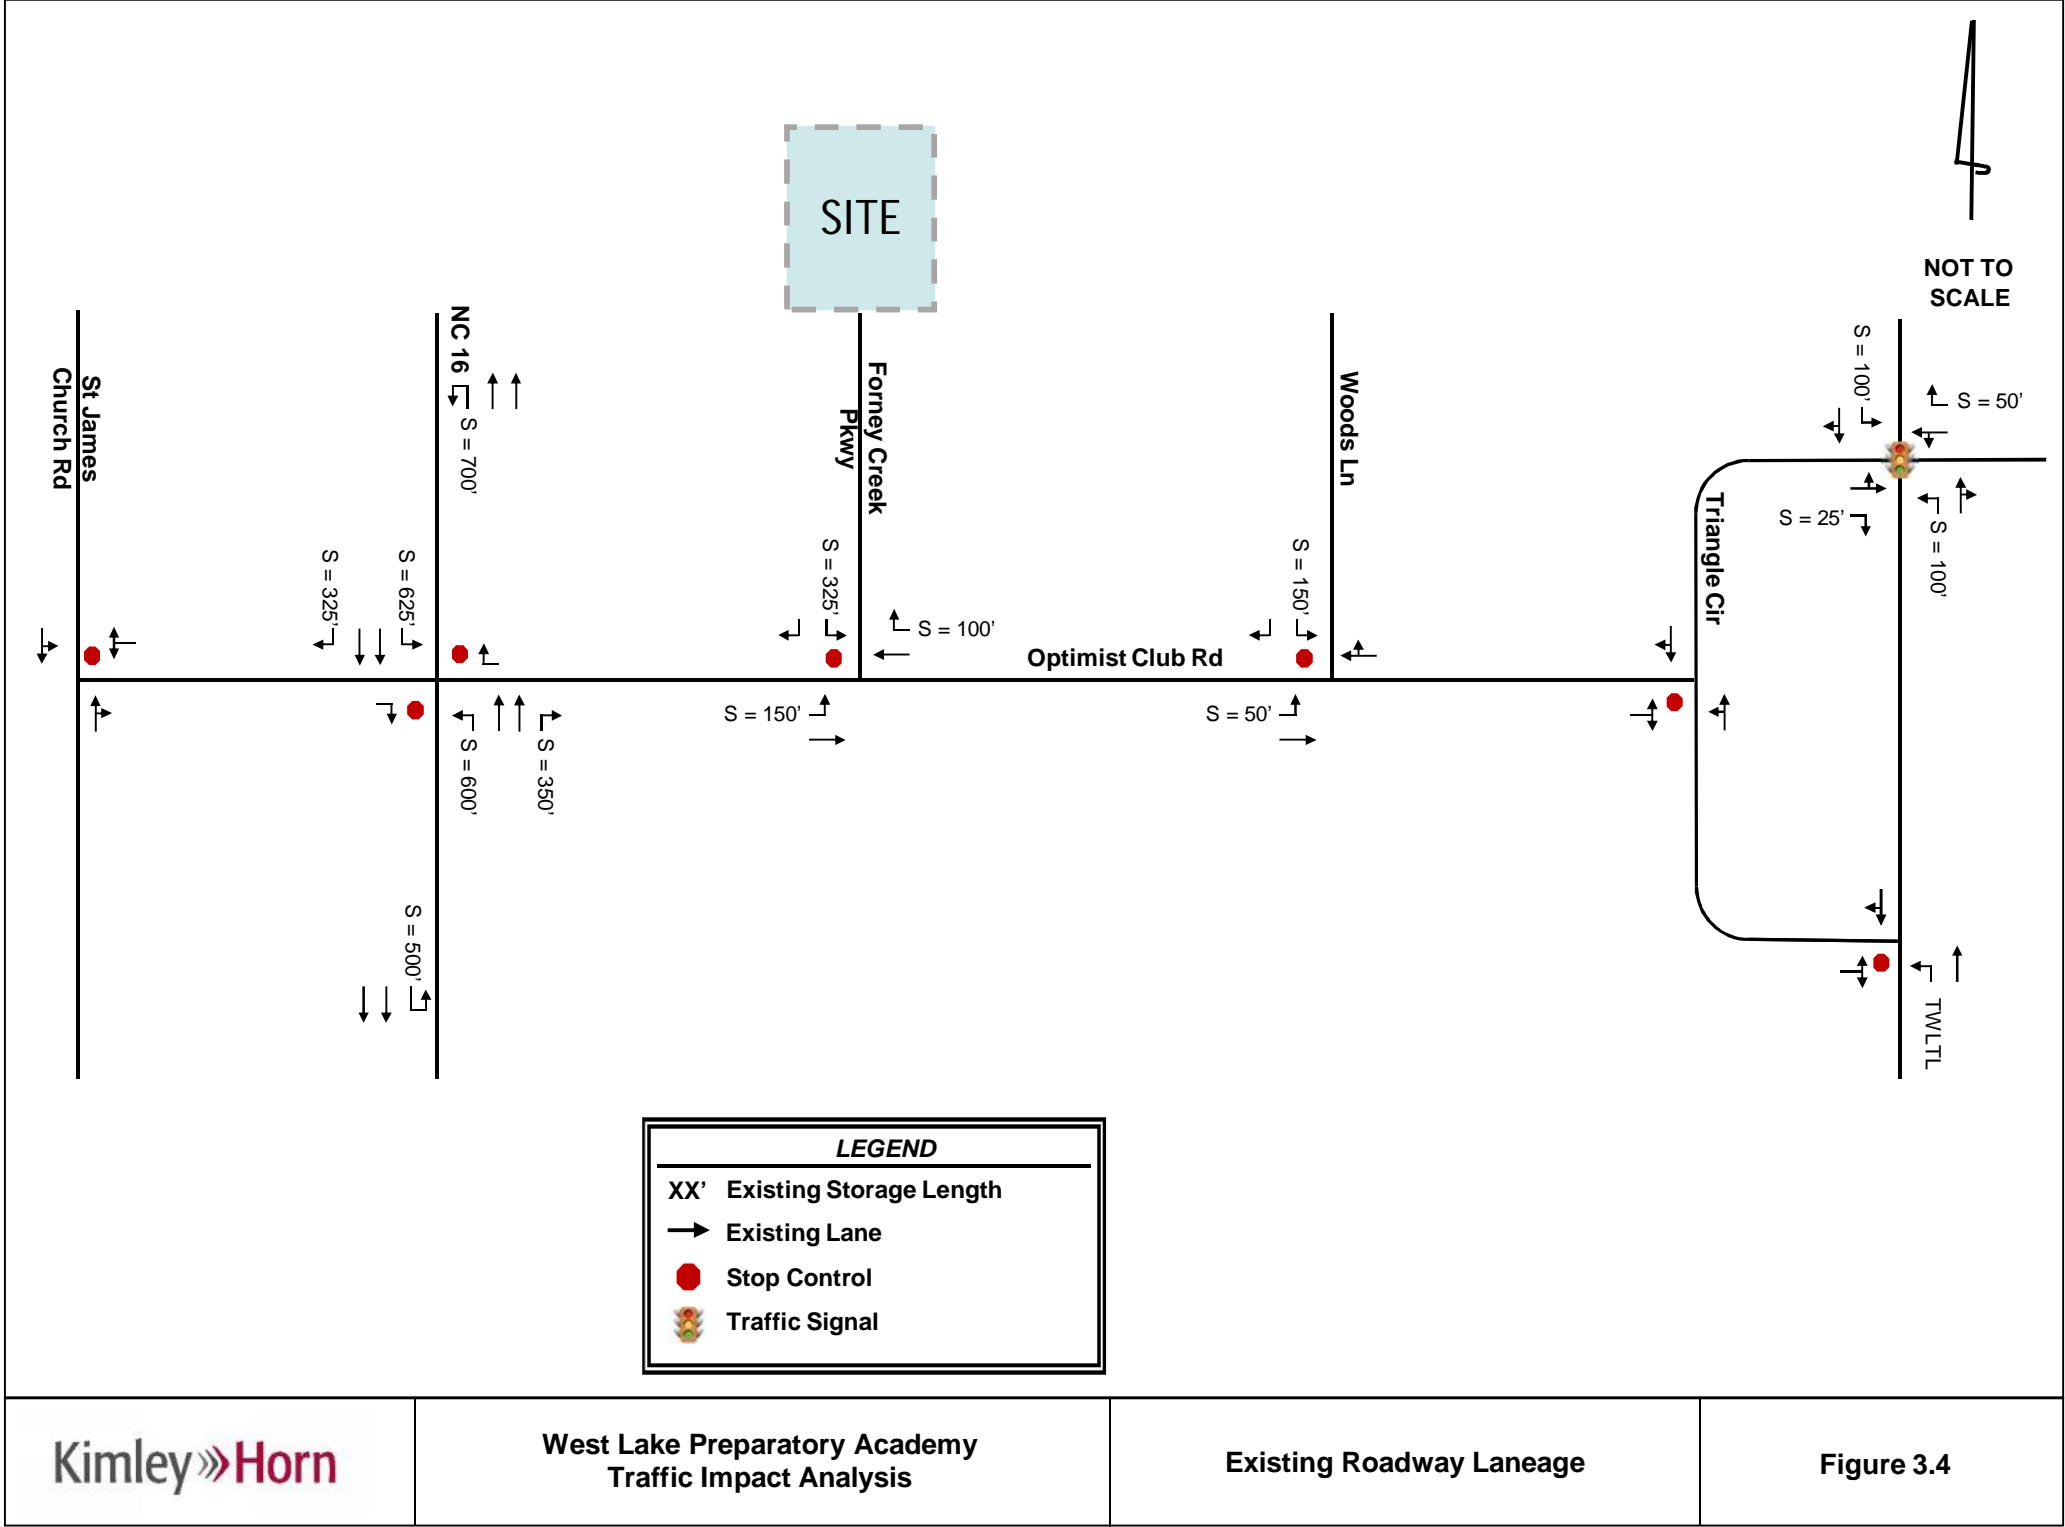 SITE
NOT TO
SCALE
St James
Church Rd
NC 16
S = 700'
S = 325'
S = 625'
Forney Creek
Pkwy
S = 325'
S = 100'
Optimist Club Rd
Woods Ln
S = 150'
S = 100'
S = 50'
S = 25'
S = 100'
Triangle Cir
S = 600'
S = 350'
S = 150'
S = 50'
S = 500'
TWLTL
LEGEND
XX' Existing Storage Length
Existing Lane
Stop Control
Traffic Signal
Kimley»Horn
West Lake Preparatory Academy
Traffic Impact Analysis
Existing Roadway Laneage
Figure 3.4